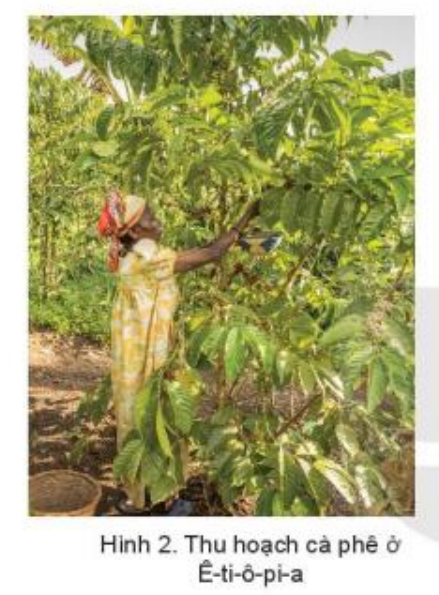 Hình 2. Thu hoạch cà phê ở
Ê-ti-ô-pi-a